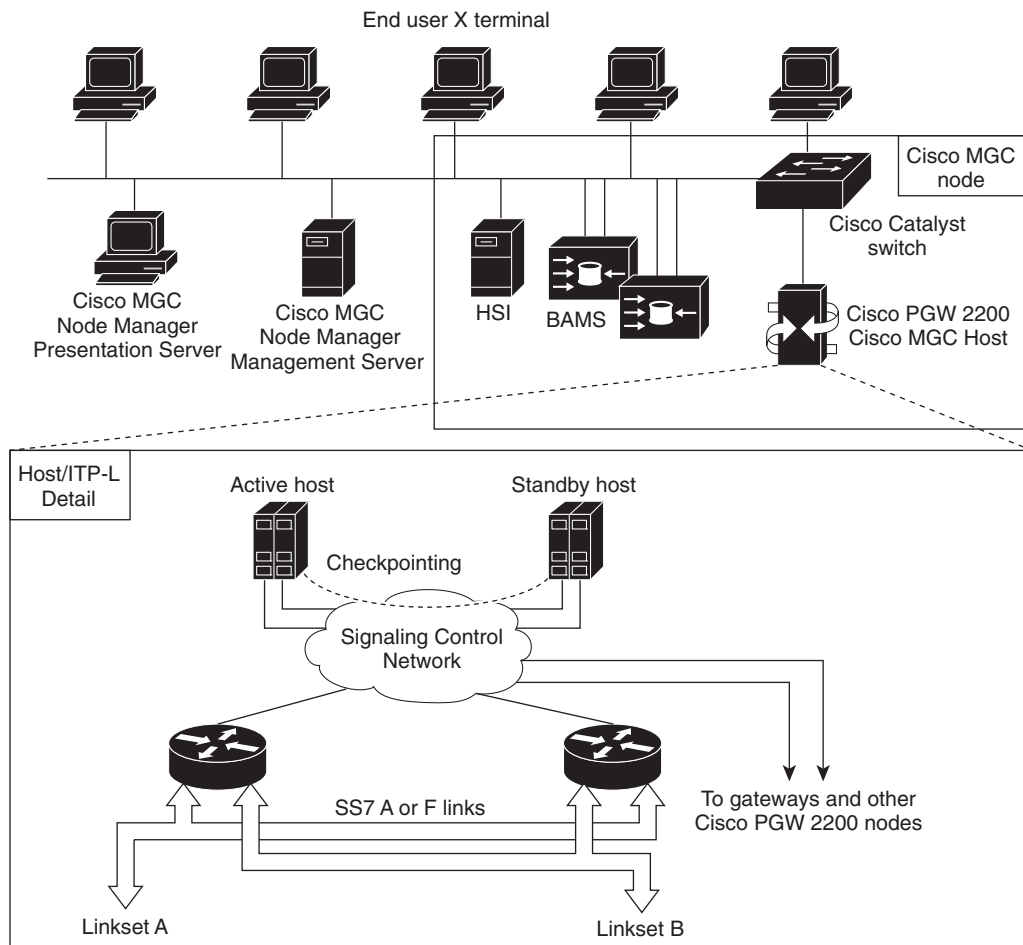 End user X terminal
Cisco MGC
node
Cisco Catalyst
switch
Cisco MGC
Node Manager
Presentation Server
Cisco MGC
Node Manager
Management Server
HSI
BAMS
Cisco PGW 2200
Cisco MGC Host
Host/ITP-L
Detail
Active host
Standby host
Checkpointing
Signaling Control
Network
SS7 A or F links
To gateways and other
Cisco PGW 2200 nodes
Linkset A
Linkset B